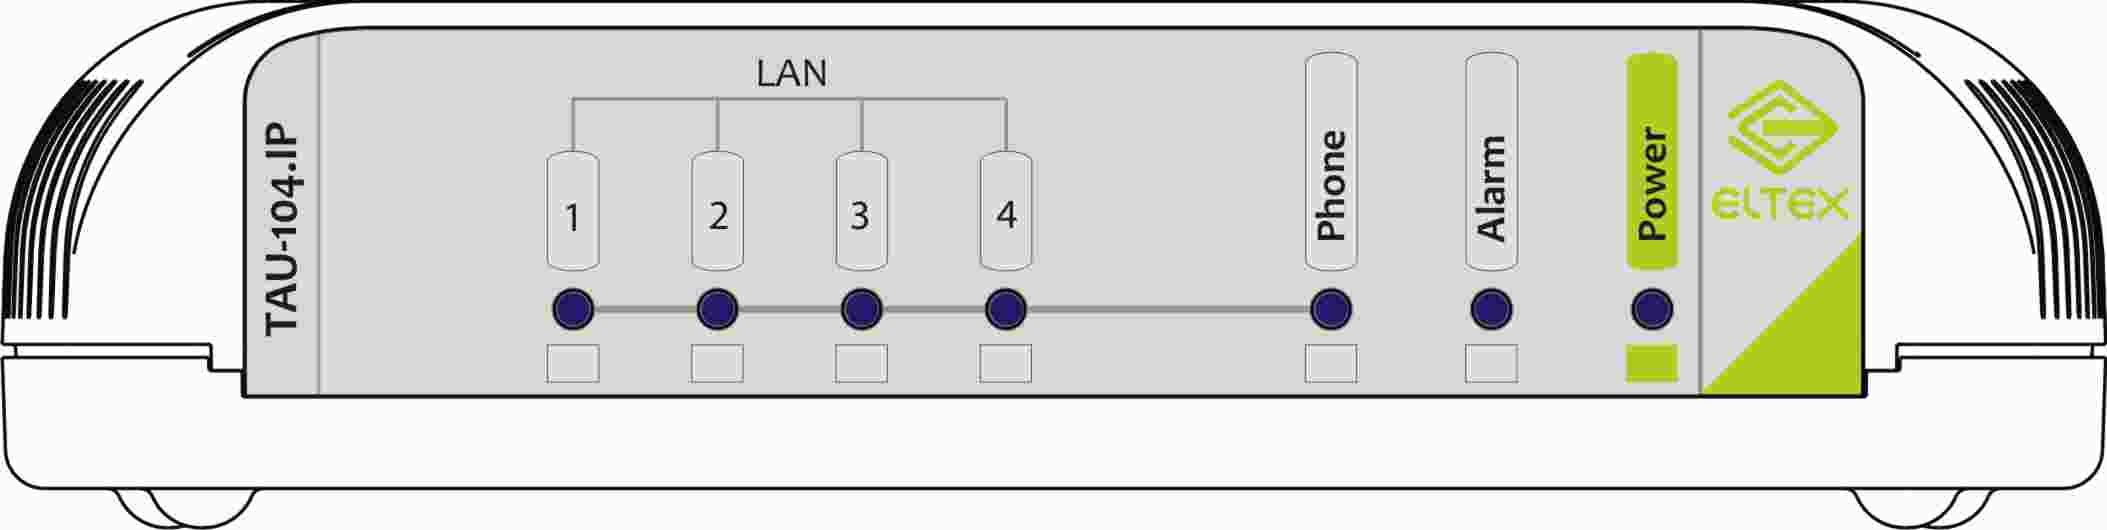 TAU-104.IP
LAN
1
2
3
4
Phone
Alarm
Power
ELTEX